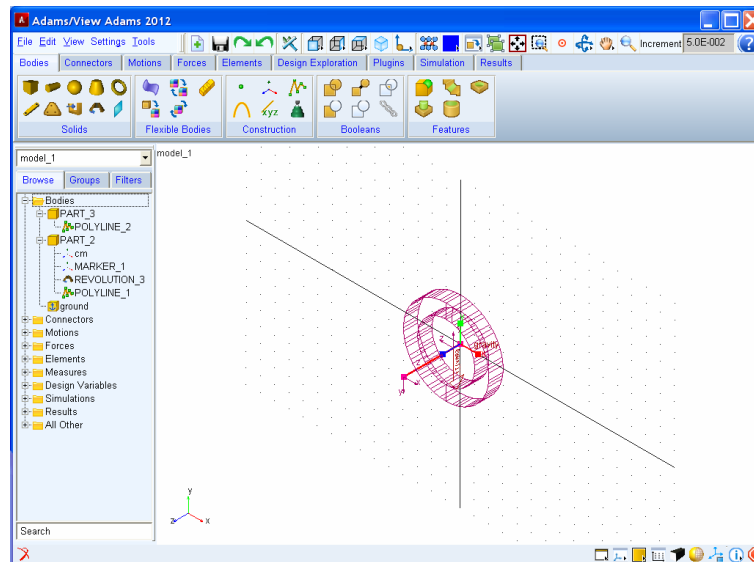 Adams/View Adams 2012
File Edit View Settings Tools
Increment 5.0E-002
Bodies Connectors Motions Forces Elements Design Exploration Plugins Simulation Results
xyz
Solids Flexible Bodies Construction Booleans Features
model_1
model_1
Browse Groups Filters
Bodies
PART_3
POLYLINE_2
PART_2
cm
MARKER_1
REVOLUTION_3
POLYLINE_1
ground
Connectors
Motions
Forces
Elements
Measures
Design Variables
Simulations
Results
All Other
gravity
y
z x
Search